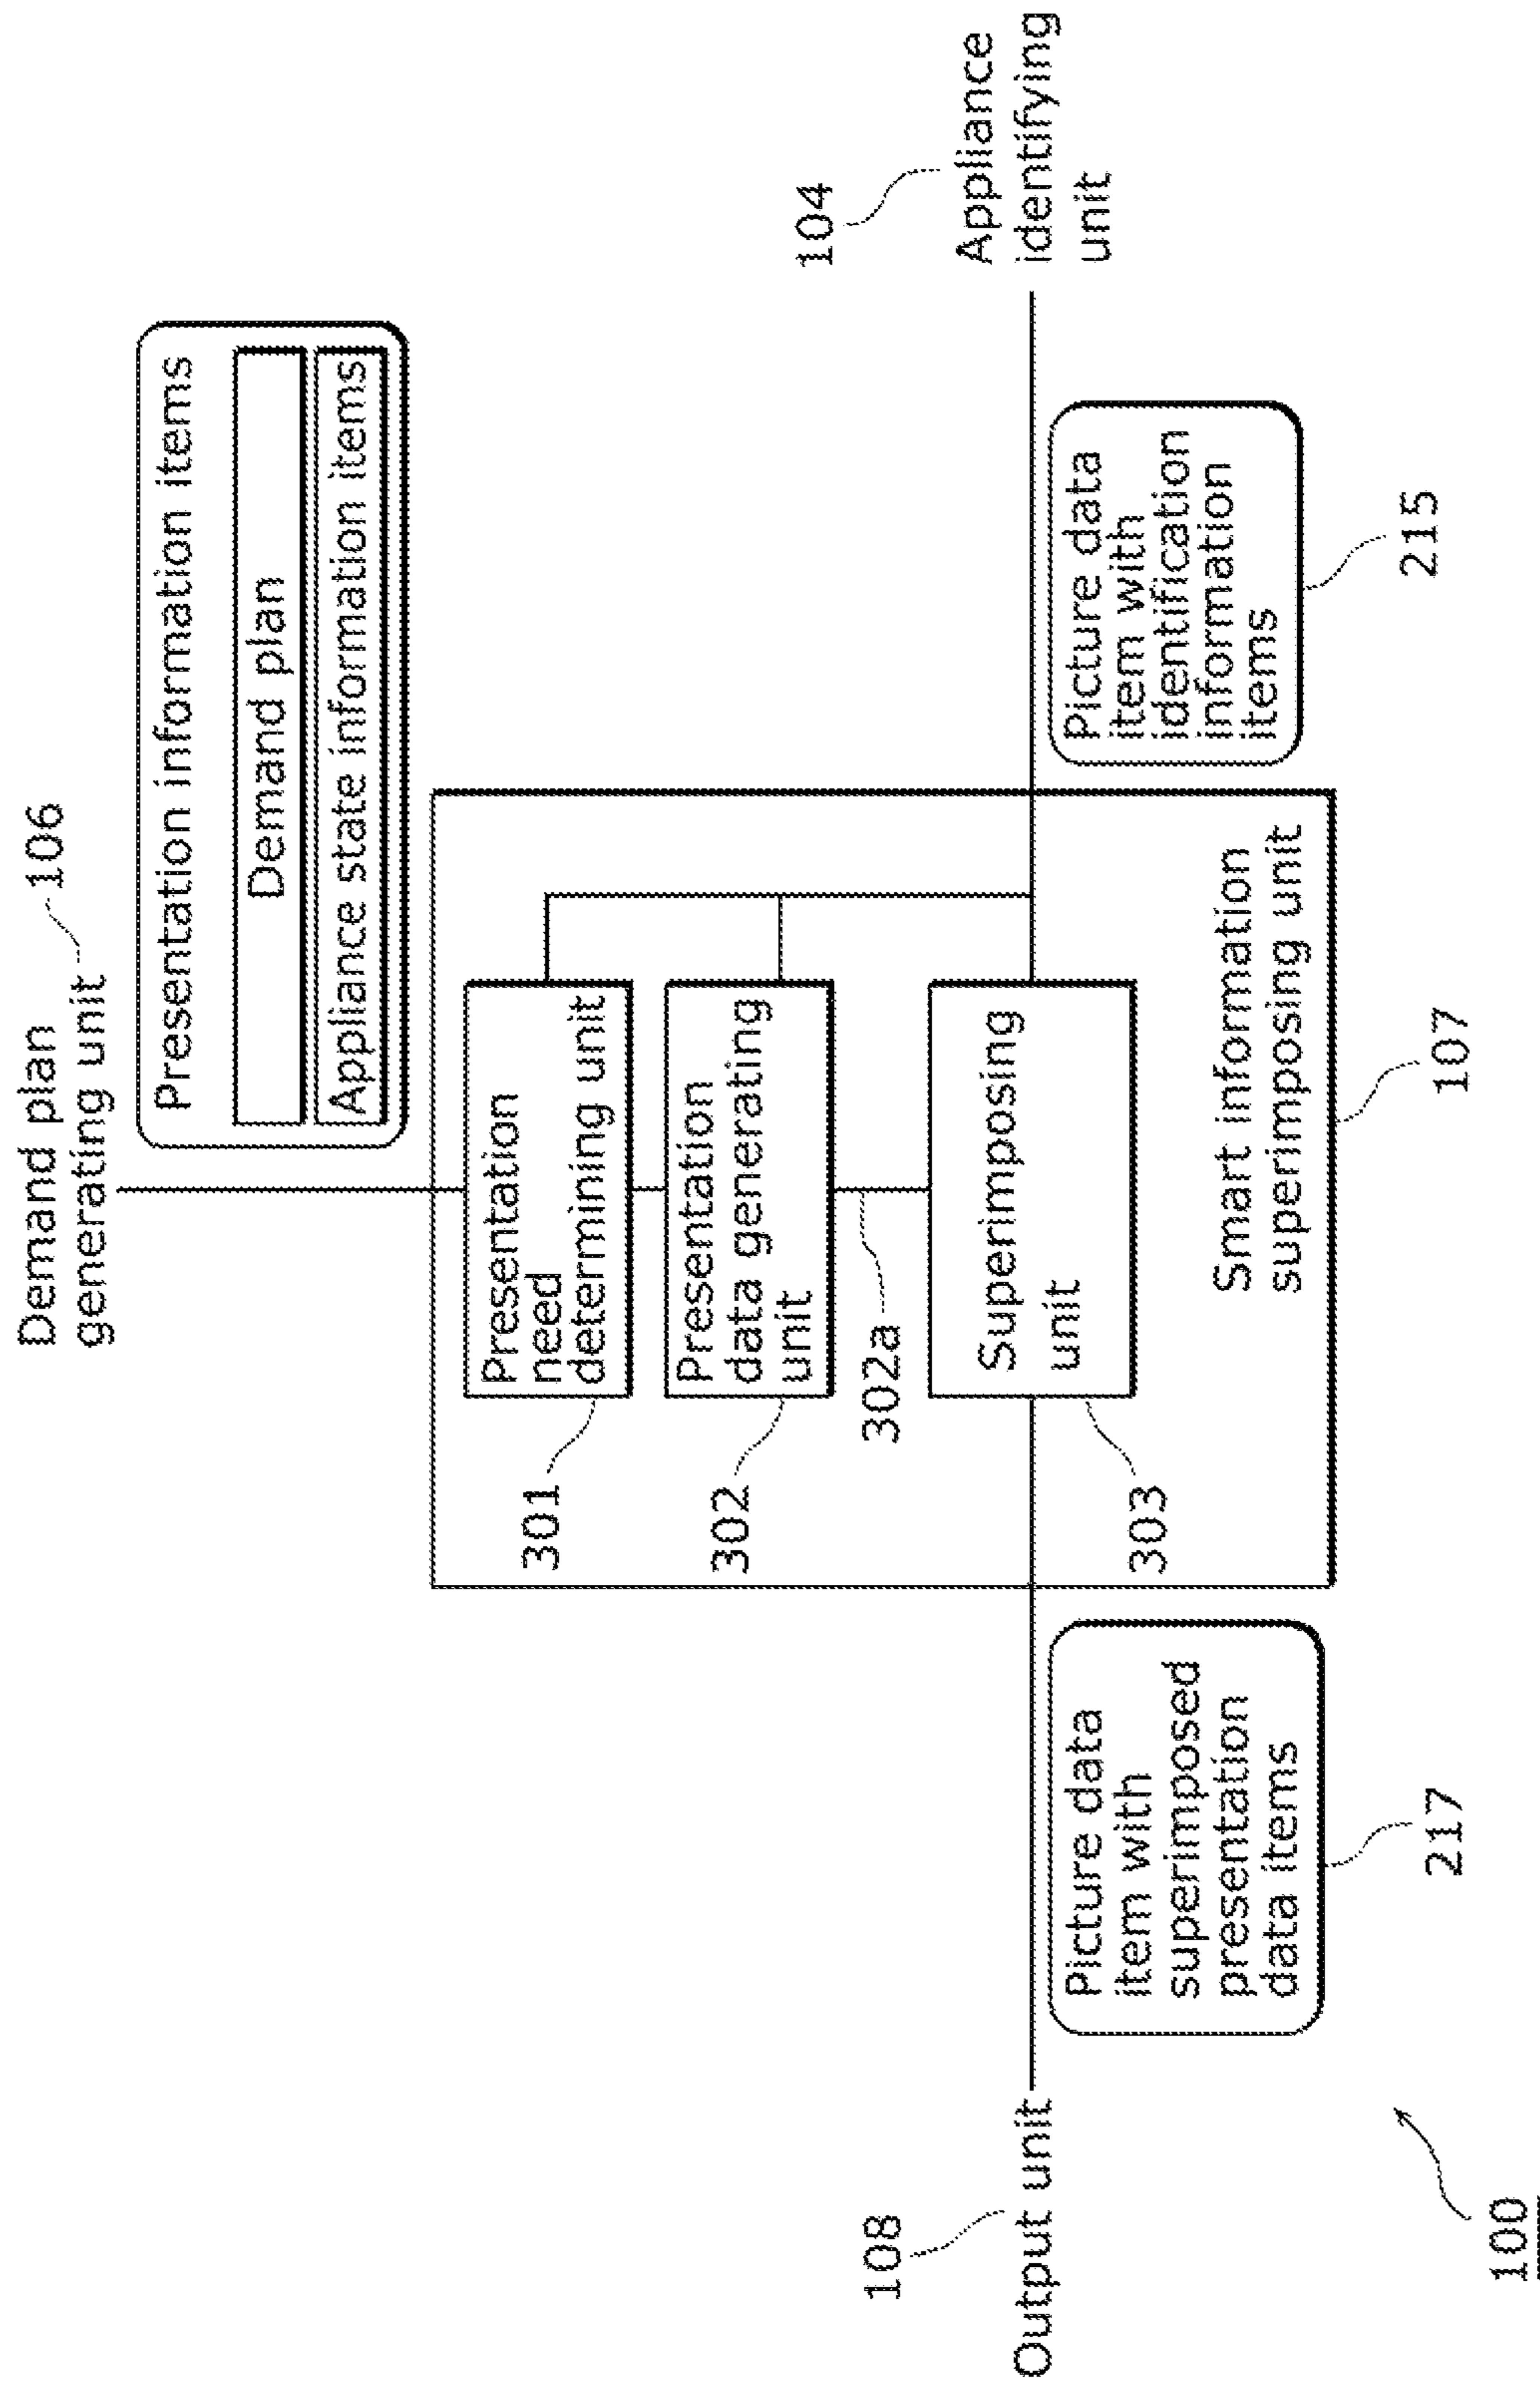 Demand plan
generating unit
106
Presentation information items
Demand plan
Appliance state information items
301
Presentation
need
determining unit
302
Presentation
data generating
unit
302a
303
Superimposing
unit
Smart information
superimposing unit
107
104
Appliance
identifying
unit
Picture data
item with
identification
information
items
215
108
Output unit
Picture data
item with
superimposed
presentation
data items
217
100